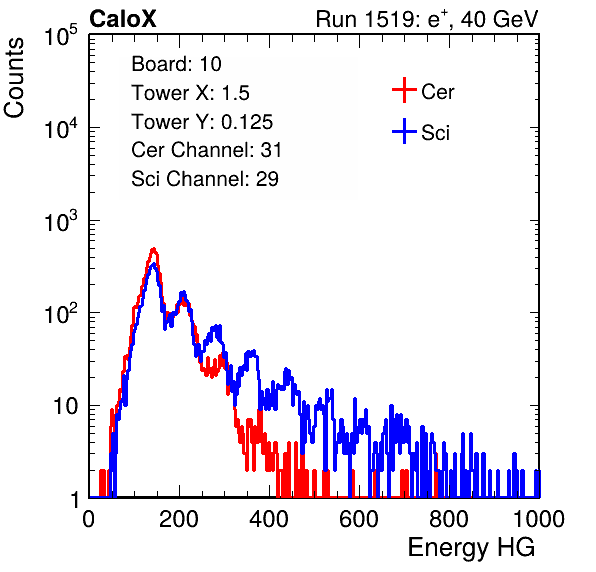 CaloX Run 1519: e⁺, 40 GeV
Counts
Board: 10
Tower X: 1.5
Tower Y: 0.125
Cer Channel: 31
Sci Channel: 29
Cer
Sci
10⁵
10⁴
10³
10²
10
1
0 200 400 600 800 1000
Energy HG